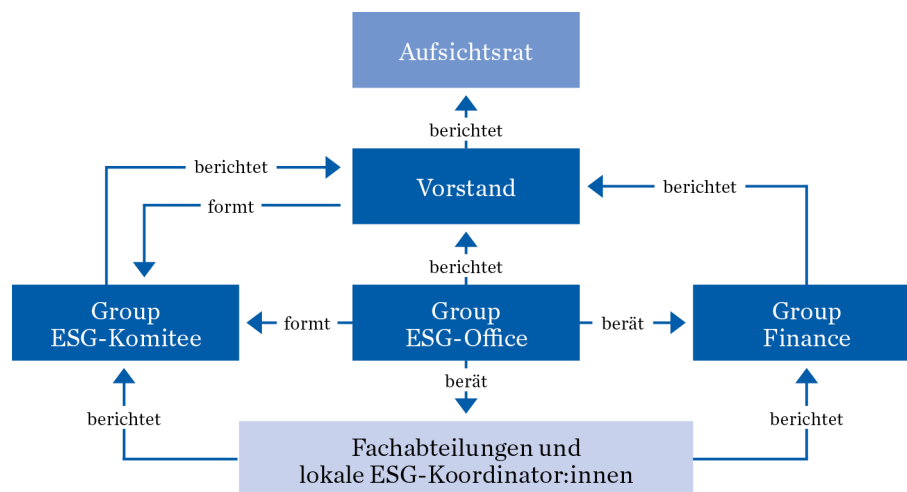 Aufsichtsrat
berichtet
berichtet
Vorstand
berichtet
formt
berichtet
Group
ESG-Komitee
formt
Group
ESG-Office
berät
Group
Finance
berät
berichtet
berichtet
Fachabteilungen und
lokale ESG-Koordinator:innen